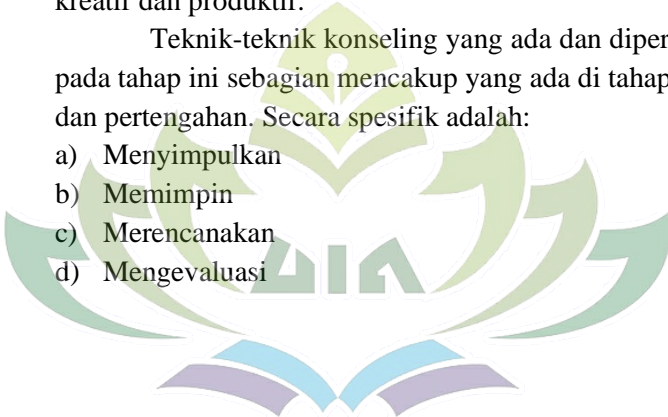 kreatif dan produktif.
Teknik-teknik konseling yang ada dan diper
pada tahap ini sebagian mencakup yang ada di tahap
dan pertengahan. Secara spesifik adalah:
a) Menyimpulkan
b) Memimpin
c) Merencanakan
d) Mengevaluasi